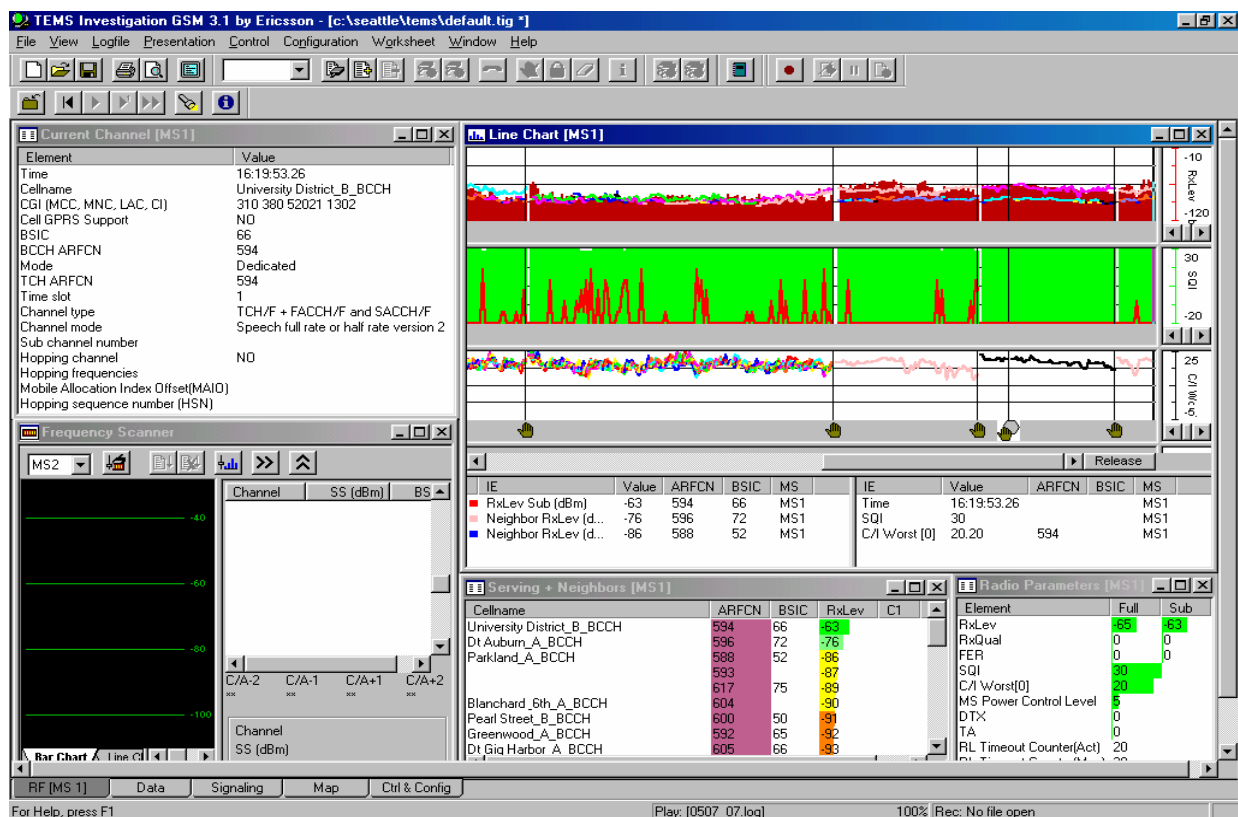 TEMS Investigation GSM 3.1 by Ericsson - [c:\seattle\tems\default.tig *]
File View Logfile Presentation Control Configuration Worksheet Window Help
Current Channel [MS1]
Element Value
Time 16:19:53.26
Cellname University District_B_BCCH
CGI (MCC, MNC, LAC, CI) 310 380 52021 1302
Cell GPRS Support NO
BSIC 66
BCCH ARFCN 594
Mode Dedicated
TCH ARFCN 594
Time slot 1
Channel type TCH/F + FACCH/F and SACCH/F
Channel mode Speech full rate or half rate version 2
Sub channel number
Hopping channel NO
Hopping frequencies
Mobile Allocation Index Offset(MAIO)
Hopping sequence number (HSN)
Line Chart [MS1]
-10
RxLev
-120
30
SQI
-20
25
C/I Wc
-5
Release
IE Value ARFCN BSIC MS
RxLev Sub (dBm) -63 594 66 MS1
Neighbor RxLev (d... -76 596 72 MS1
Neighbor RxLev (d... -86 588 52 MS1
IE Value ARFCN BSIC MS
Time 16:19:53.26 MS1
SQI 30 MS1
C/I Worst [0] 20.20 594 MS1
Frequency Scanner
MS2
-40
-60
-80
-100
Channel SS (dBm) BS
C/A-2 C/A-1 C/A+1 C/A+2
** ** ** **
Channel
SS (dBm)
Bar Chart Line C
Serving + Neighbors [MS1]
Cellname ARFCN BSIC RxLev C1
University District_B_BCCH 594 66 -63
Dt Auburn_A_BCCH 596 72 -76
Parkland_A_BCCH 588 52 -86
593 -87
617 75 -89
Blanchard_6th_A_BCCH 604 -90
Pearl Street_B_BCCH 600 50 -91
Greenwood_A_BCCH 592 65 -92
Dt Gig Harbor_A_BCCH 605 66 -93
Radio Parameters [MS1]
Element Full Sub
RxLev -65 -63
RxQual 0 0
FER 0 0
SQI 30
C/I Worst[0] 20
MS Power Control Level 5
DTX 0
TA 0
RL Timeout Counter(Act) 20
RF [MS 1] Data Signaling Map Ctrl & Config
For Help, press F1 Play: [0507_07.log] 100% Rec: No file open